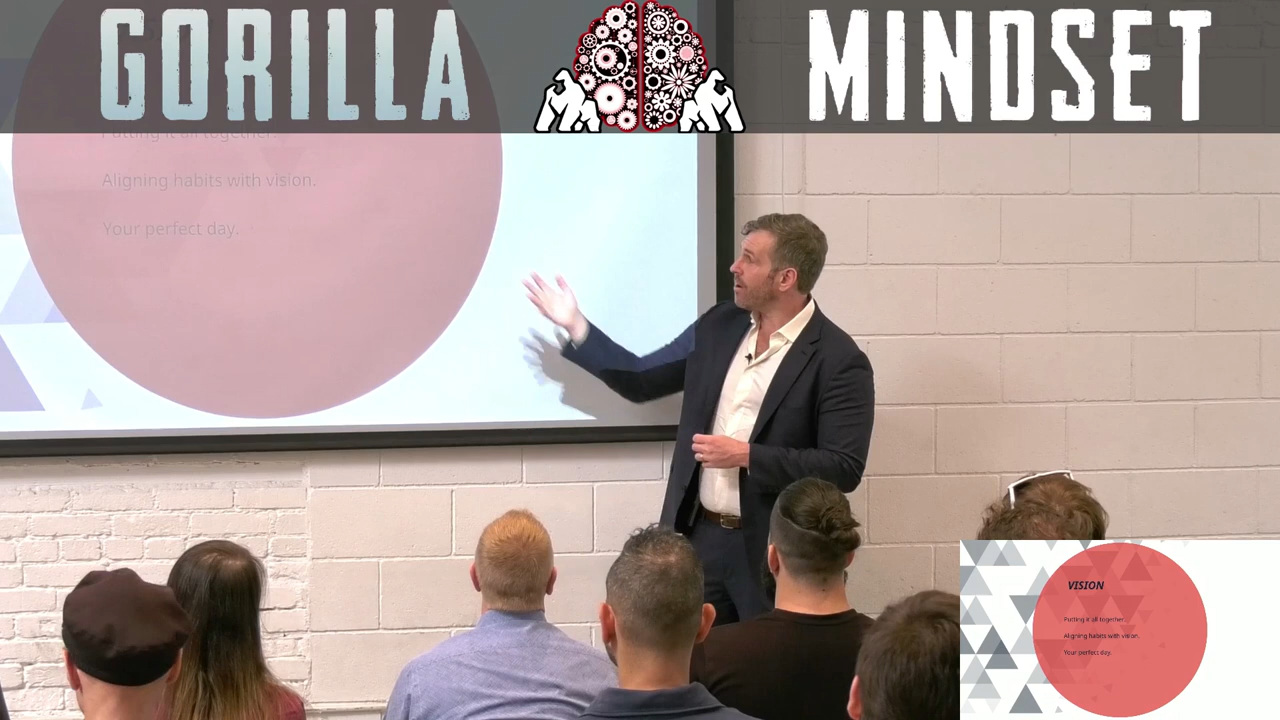 GORILLA MINDSET
Putting it all together.
Aligning habits with vision.
Your perfect day.
VISION
Putting it all together.
Aligning habits with vision.
Your perfect day.